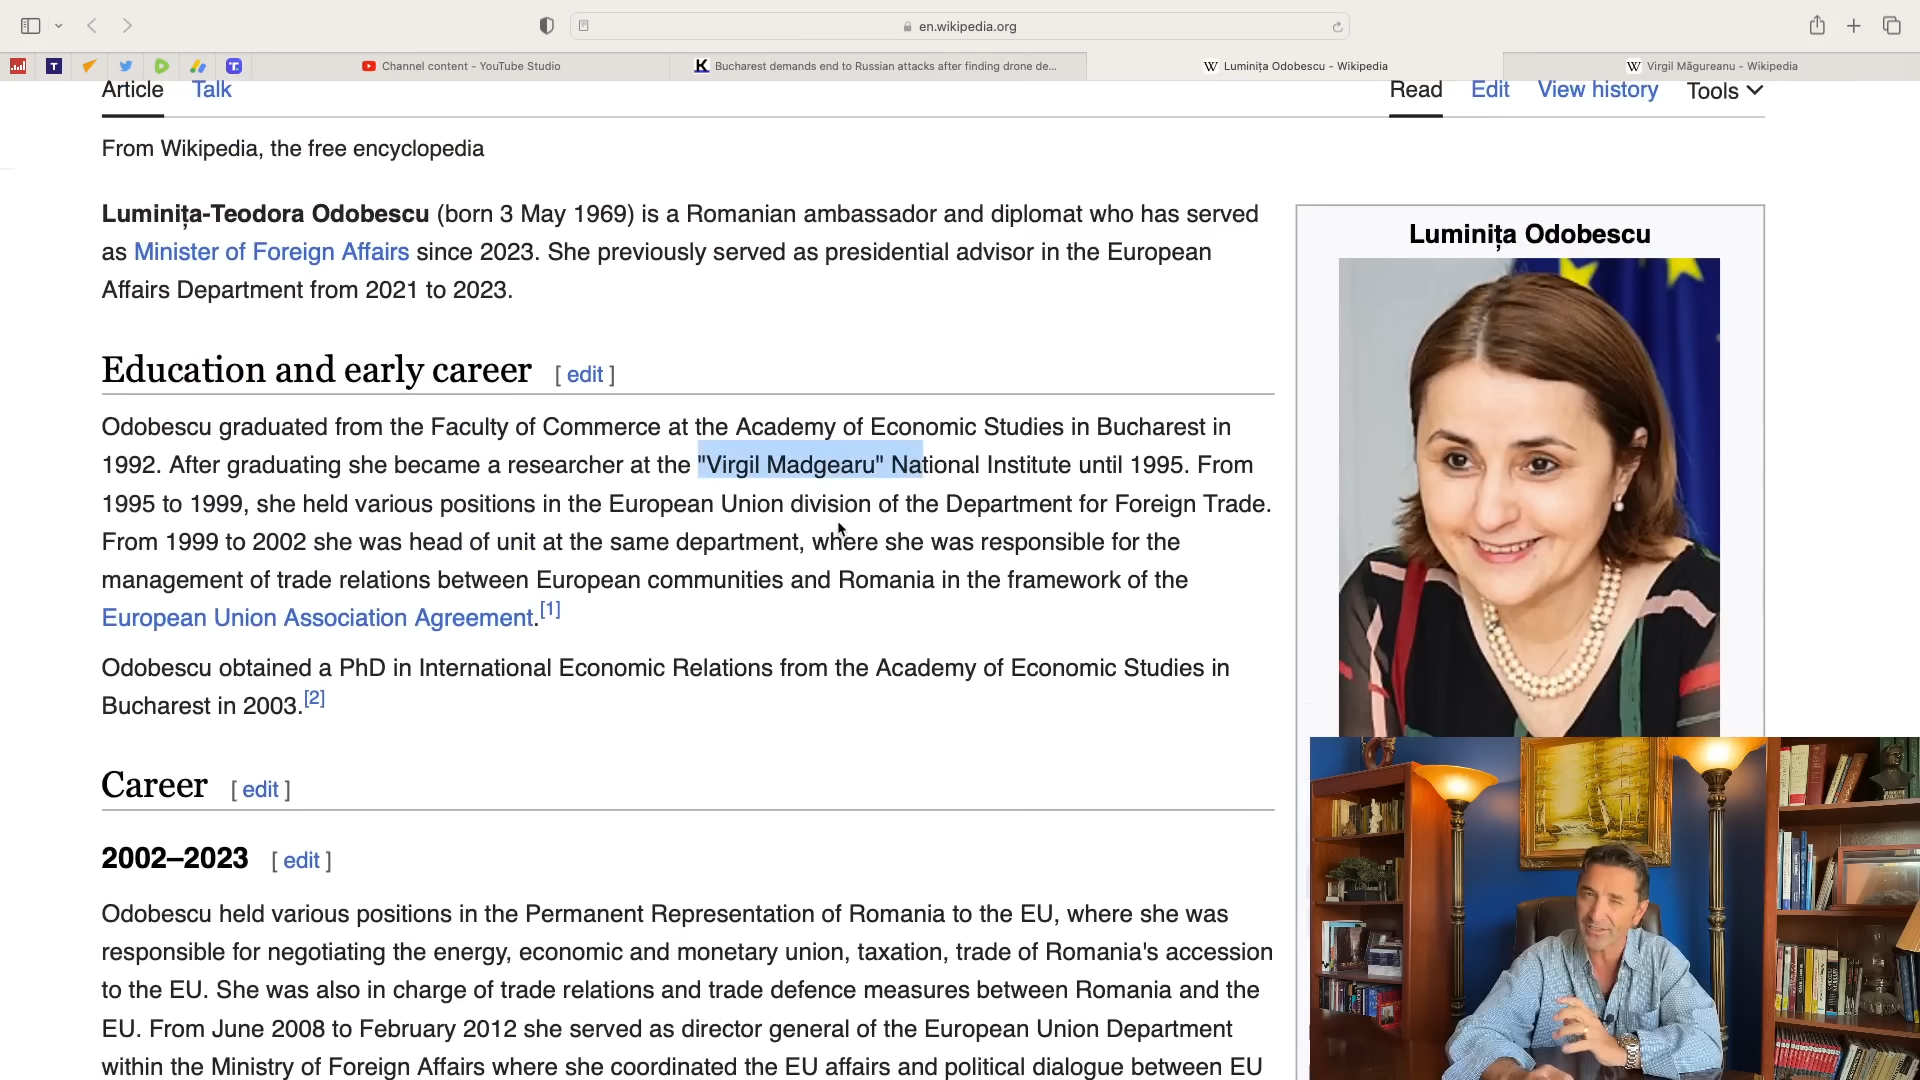 en.wikipedia.org
Channel content - YouTube Studio
Bucharest demands end to Russian attacks after finding drone de...
Luminița Odobescu - Wikipedia
Virgil Măgureanu - Wikipedia
Article Talk
Read Edit View history Tools
From Wikipedia, the free encyclopedia
Luminița-Teodora Odobescu (born 3 May 1969) is a Romanian ambassador and diplomat who has served
as Minister of Foreign Affairs since 2023. She previously served as presidential advisor in the European
Affairs Department from 2021 to 2023.
Luminița Odobescu
Education and early career [ edit ]
Odobescu graduated from the Faculty of Commerce at the Academy of Economic Studies in Bucharest in
1992. After graduating she became a researcher at the "Virgil Madgearu" National Institute until 1995. From
1995 to 1999, she held various positions in the European Union division of the Department for Foreign Trade.
From 1999 to 2002 she was head of unit at the same department, where she was responsible for the
management of trade relations between European communities and Romania in the framework of the
European Union Association Agreement.[1]
Odobescu obtained a PhD in International Economic Relations from the Academy of Economic Studies in
Bucharest in 2003.[2]
Career [ edit ]
2002–2023 [ edit ]
Odobescu held various positions in the Permanent Representation of Romania to the EU, where she was
responsible for negotiating the energy, economic and monetary union, taxation, trade of Romania's accession
to the EU. She was also in charge of trade relations and trade defence measures between Romania and the
EU. From June 2008 to February 2012 she served as director general of the European Union Department
within the Ministry of Foreign Affairs where she coordinated the EU affairs and political dialogue between EU